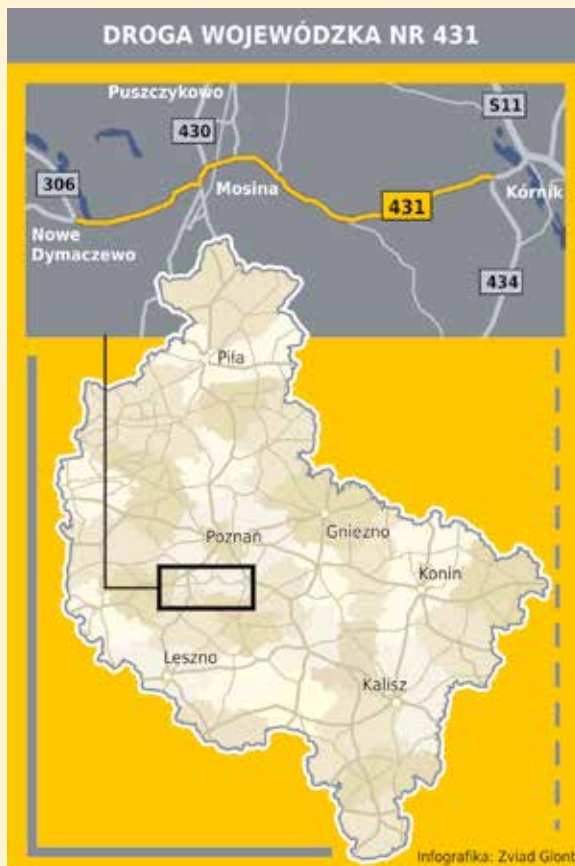 DROGA WOJEWÓDZKA NR 431
Puszczykowo
S11
430
306
Mosina
431
Kórnik
Nowe
Dymaczewo
434
Piła
Poznań
Gniezno
Konin
Leszno
Kalisz
Infografika: Zviad Glont